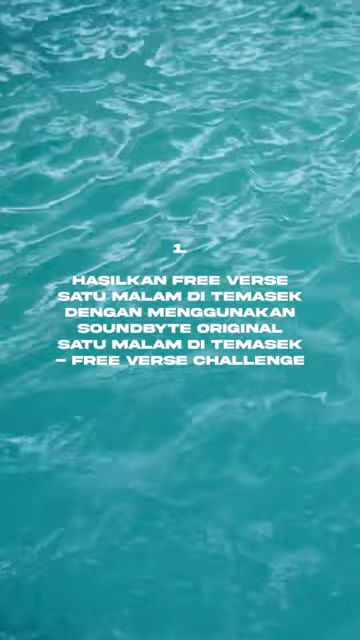 1.
HASILKAN FREE VERSE
SATU MALAM DI TEMASEK
DENGAN MENGGUNAKAN
SOUNDBYTE ORIGINAL
SATU MALAM DI TEMASEK
– FREE VERSE CHALLENGE